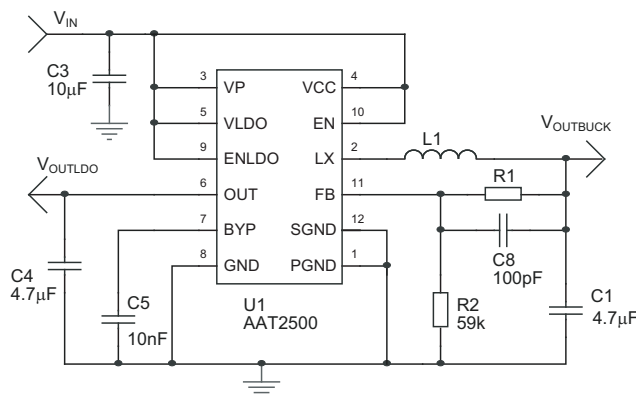 VIN
C3
10μF
3
VP
VCC
4
5
VLDO
EN
10
9
ENLDO
LX
2
L1
VOUTBUCK
VOUTLDO
6
OUT
FB
11
R1
7
BYP
SGND
12
C8
100pF
8
GND
PGND
1
C4
4.7μF
C5
10nF
U1
AAT2500
R2
59k
C1
4.7μF